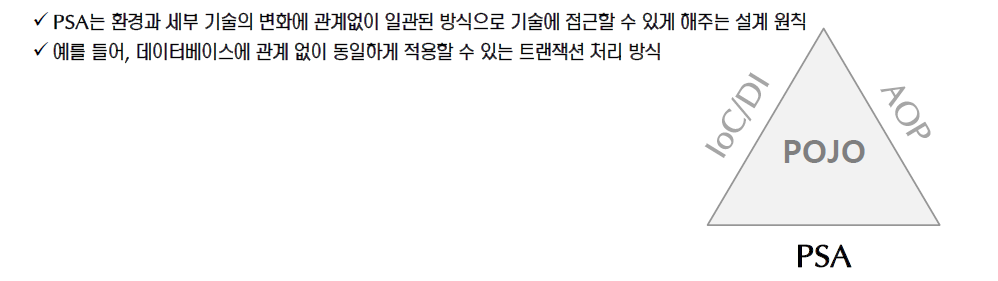 ✓ PSA는 환경과 세부 기술의 변화에 관계없이 일관된 방식으로 기술에 접근할 수 있게 해주는 설계 원칙
✓ 예를 들어, 데이터베이스에 관계 없이 동일하게 적용할 수 있는 트랜잭션 처리 방식
IoC/DI
AOP
POJO
PSA